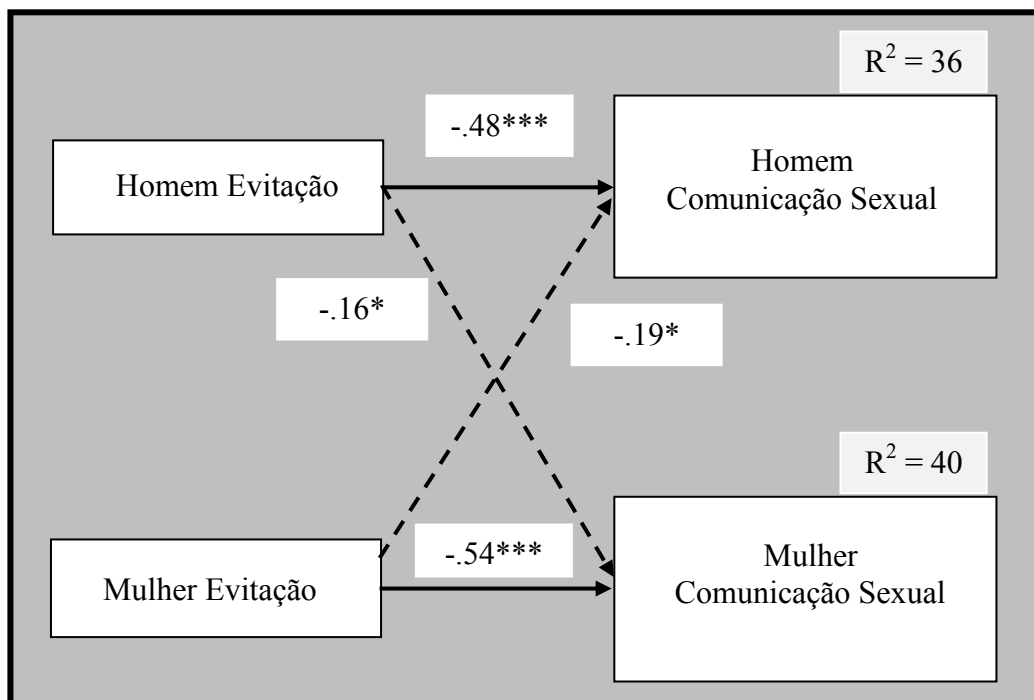 R² = 36
-.48***
Homem Evitação
Homem
Comunicação Sexual
-.16*
-.19*
R² = 40
-.54***
Mulher Evitação
Mulher
Comunicação Sexual